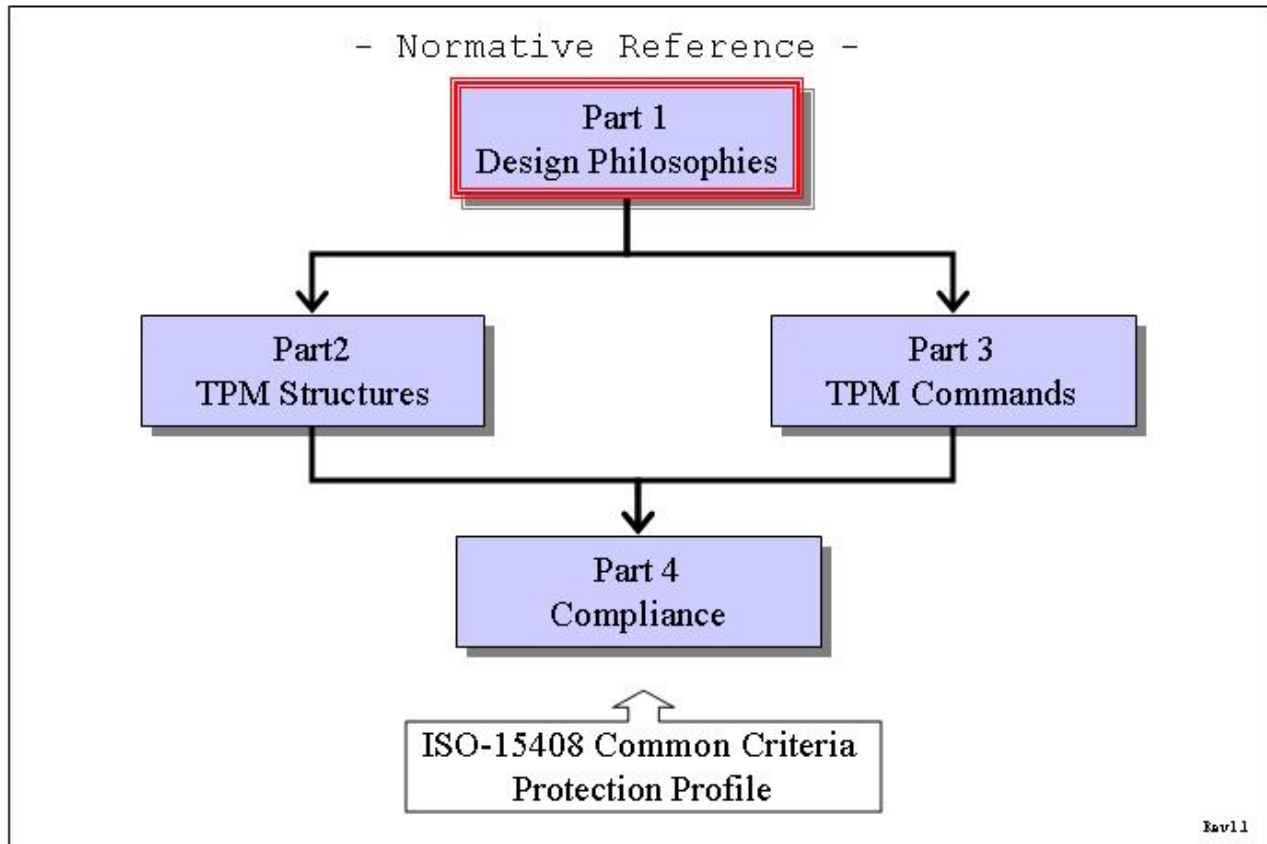 - Normative Reference -
Part 1
Design Philosophies
Part2
TPM Structures
Part 3
TPM Commands
Part 4
Compliance
ISO-15408 Common Criteria
Protection Profile
Rev11